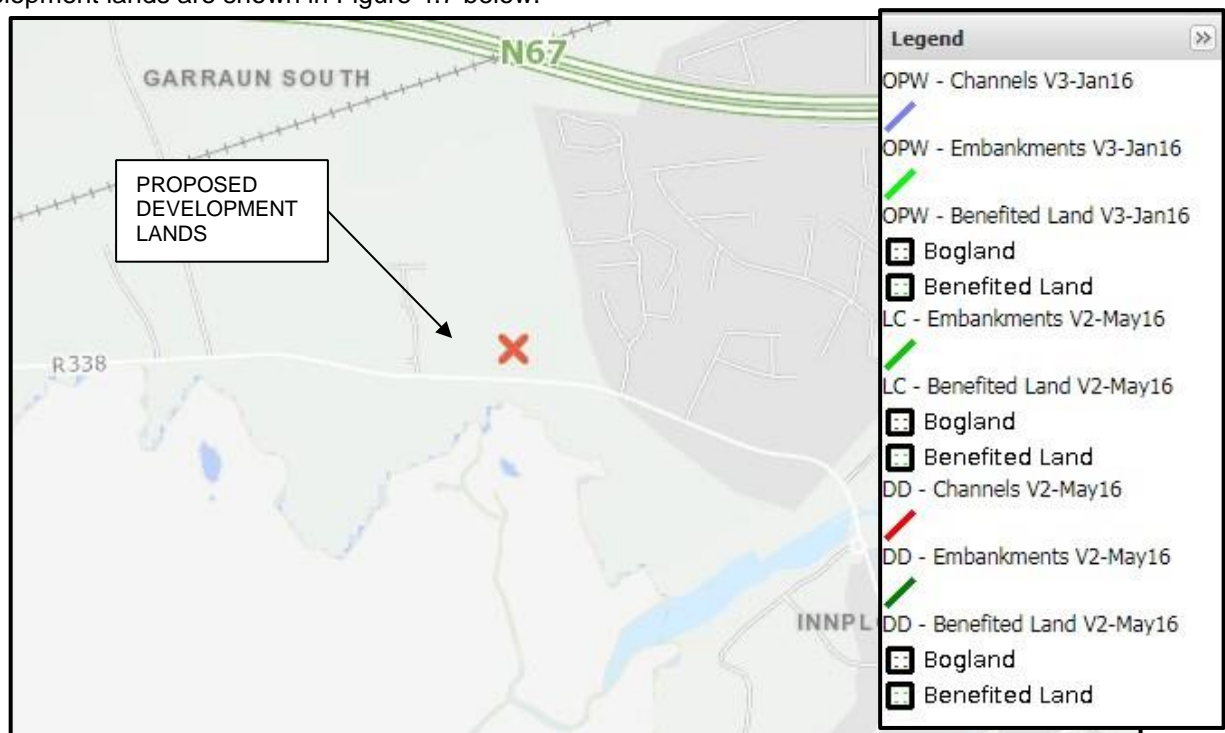 lopment lands are shown in Figure 4.7 below.
N67
GARRAUN SOUTH
PROPOSED
DEVELOPMENT
LANDS
R338
INNPL
Legend
OPW - Channels V3-Jan16
OPW - Embankments V3-Jan16
OPW - Benefited Land V3-Jan16
Bogland
Benefited Land
LC - Embankments V2-May16
LC - Benefited Land V2-May16
Bogland
Benefited Land
DD - Channels V2-May16
DD - Embankments V2-May16
DD - Benefited Land V2-May16
Bogland
Benefited Land